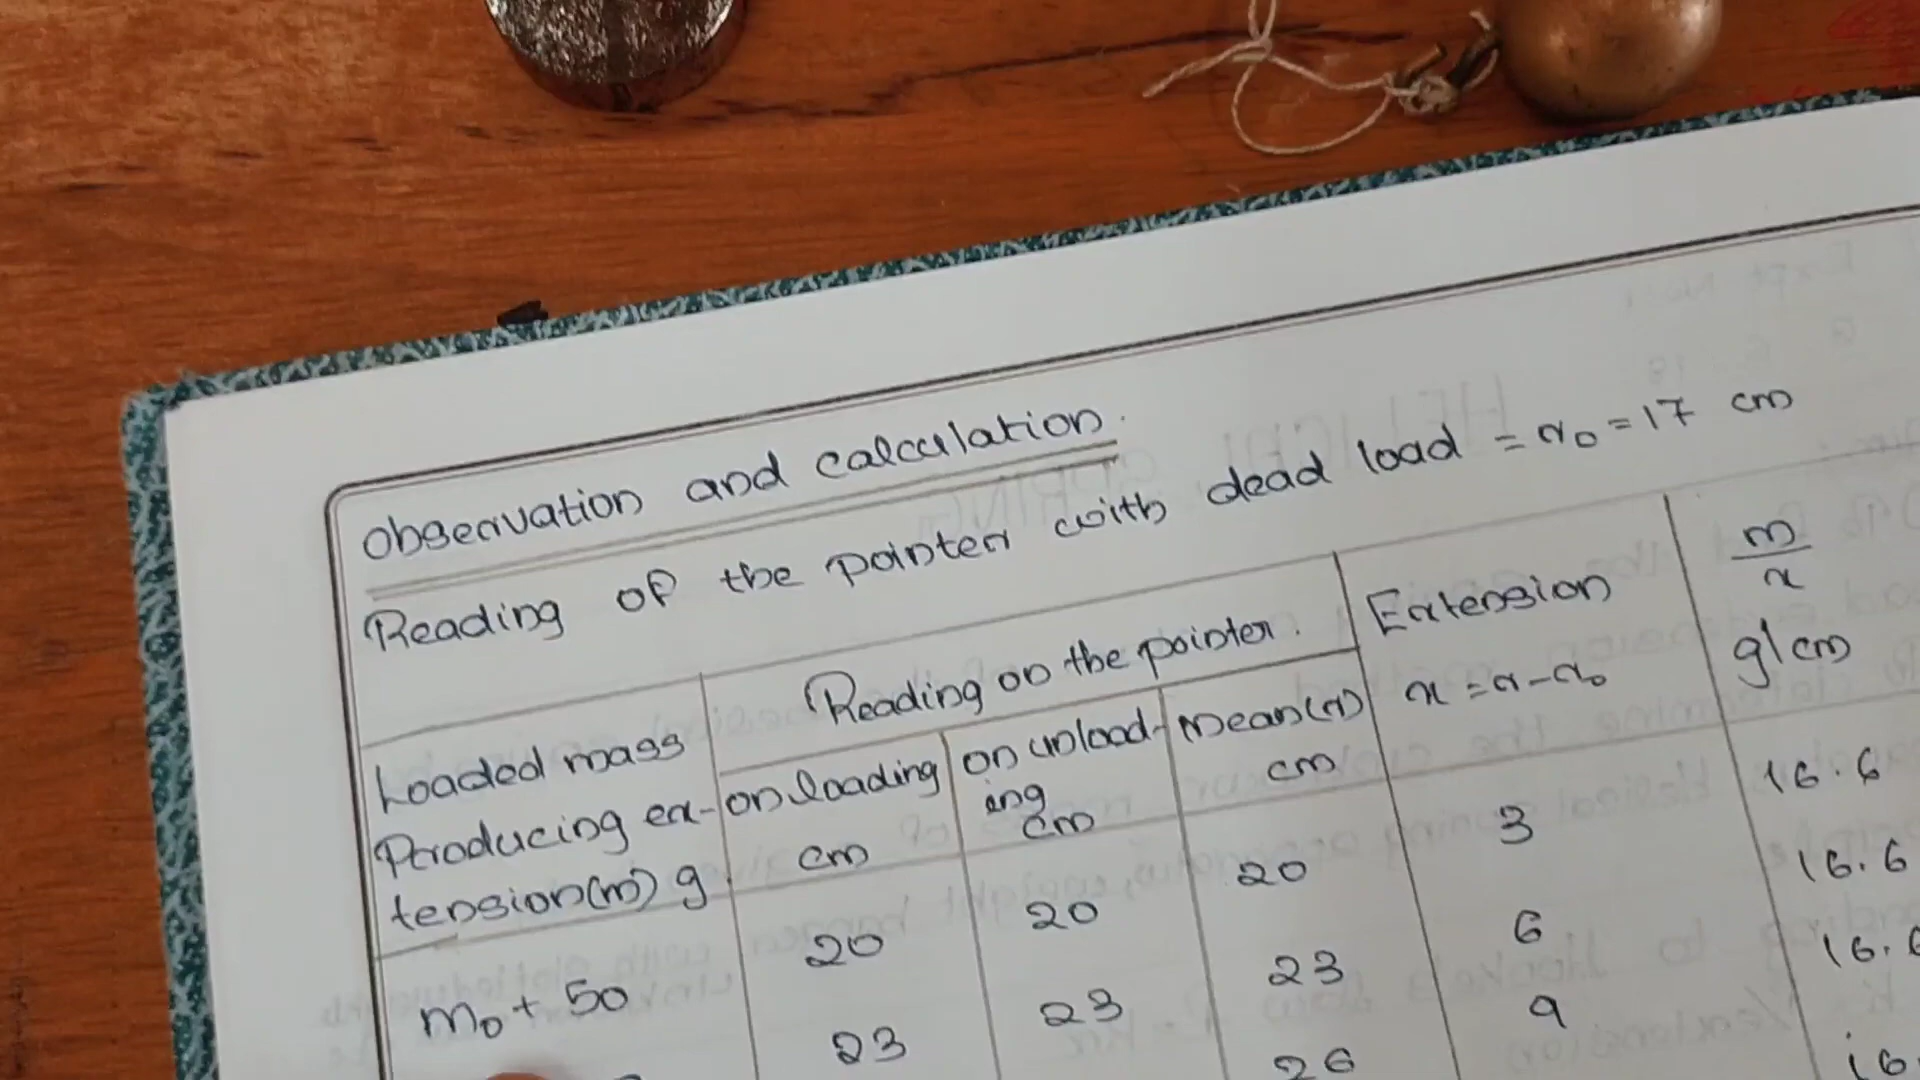 Observation and calculation.
Reading of the pointer with dead load = r₀ = 17 cm
Loaded mass
Producing ex-
tension(m) g
Reading on the pointer.
on loading
cm
on unload-
ing
cm
Mean(r)
cm
Extension
x = r - r₀
m
x
g/cm
m₀ + 50
20
20
20
3
16.6
23
23
23
6
16.6
26
9
16.6